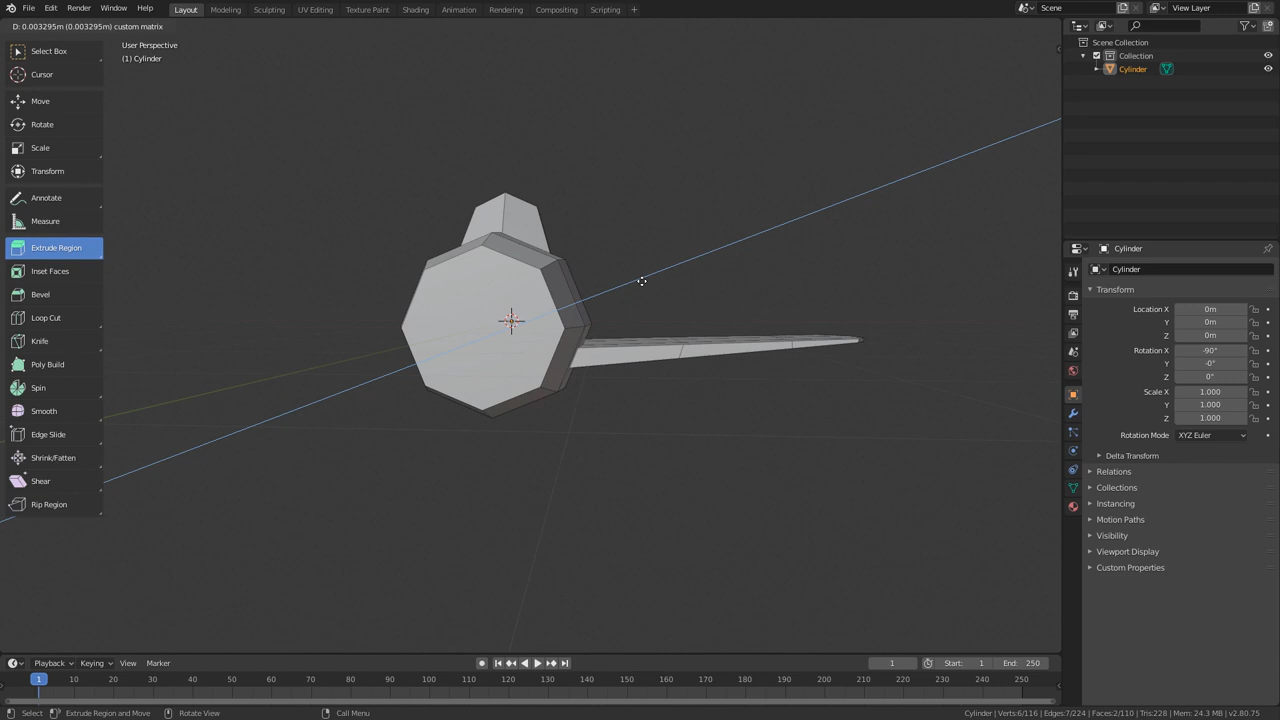 File Edit Render Window Help Layout Modeling Sculpting UV Editing Texture Paint Shading Animation Rendering Compositing Scripting + Scene View Layer
D: 0.003295m (0.003295m) custom matrix
User Perspective
(1) Cylinder
Select Box
Cursor
Move
Rotate
Scale
Transform
Annotate
Measure
Extrude Region
Inset Faces
Bevel
Loop Cut
Knife
Poly Build
Spin
Smooth
Edge Slide
Shrink/Fatten
Shear
Rip Region
Scene Collection
Collection
Cylinder
Cylinder
Cylinder
Transform
Location X 0m
Y 0m
Z 0m
Rotation X -90°
Y -0°
Z 0°
Scale X 1.000
Y 1.000
Z 1.000
Rotation Mode XYZ Euler
Delta Transform
Relations
Collections
Instancing
Motion Paths
Visibility
Viewport Display
Custom Properties
Playback Keying View Marker 1 Start: 1 End: 250
1 10 20 30 40 50 60 70 80 90 100 110 120 130 140 150 160 170 180 190 200 210 220 230 240 250
Select Extrude Region and Move Rotate View Call Menu Cylinder | Verts:6/116 | Edges:7/224 | Faces:2/110 | Tris:228 | Mem: 24.3 MB | v2.80.75